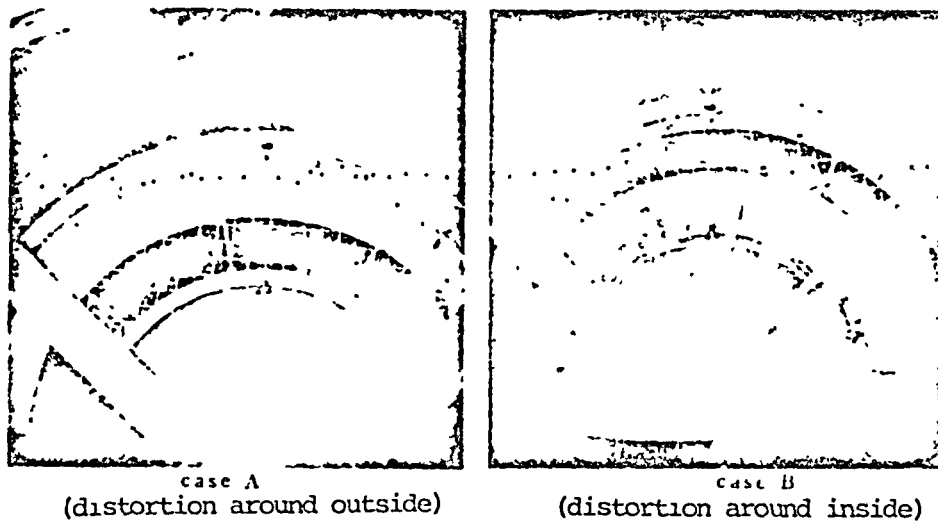 case A
(distortion around outside)
case B
(distortion around inside)